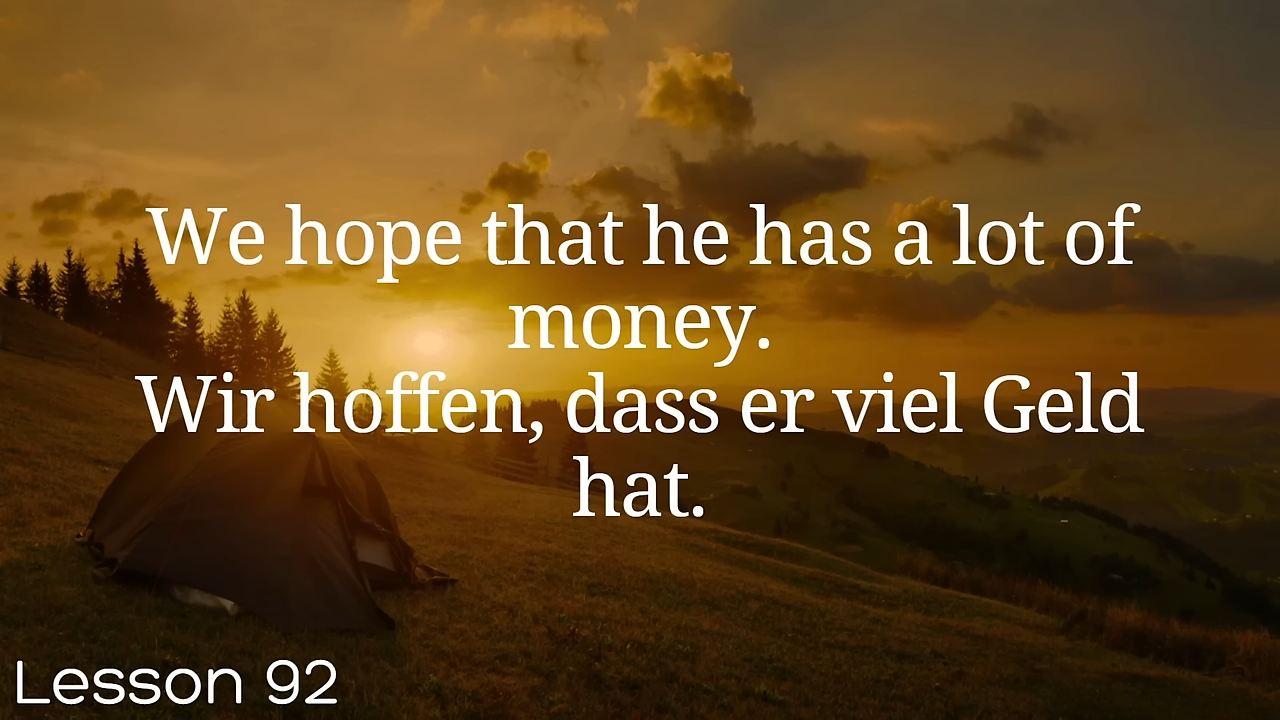 We hope that he has a lot of
money.
Wir hoffen, dass er viel Geld
hat.
Lesson 92